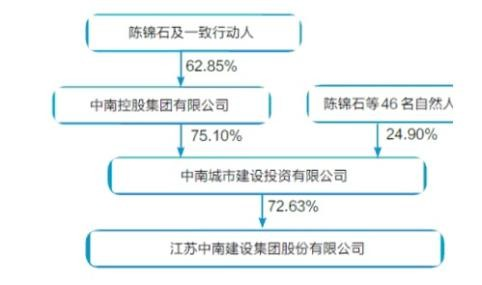 陈锦石及一致行动人
62.85%
中南控股集团有限公司
陈锦石等46名自然人
75.10%
24.90%
中南城市建设投资有限公司
72.63%
江苏中南建设集团股份有限公司